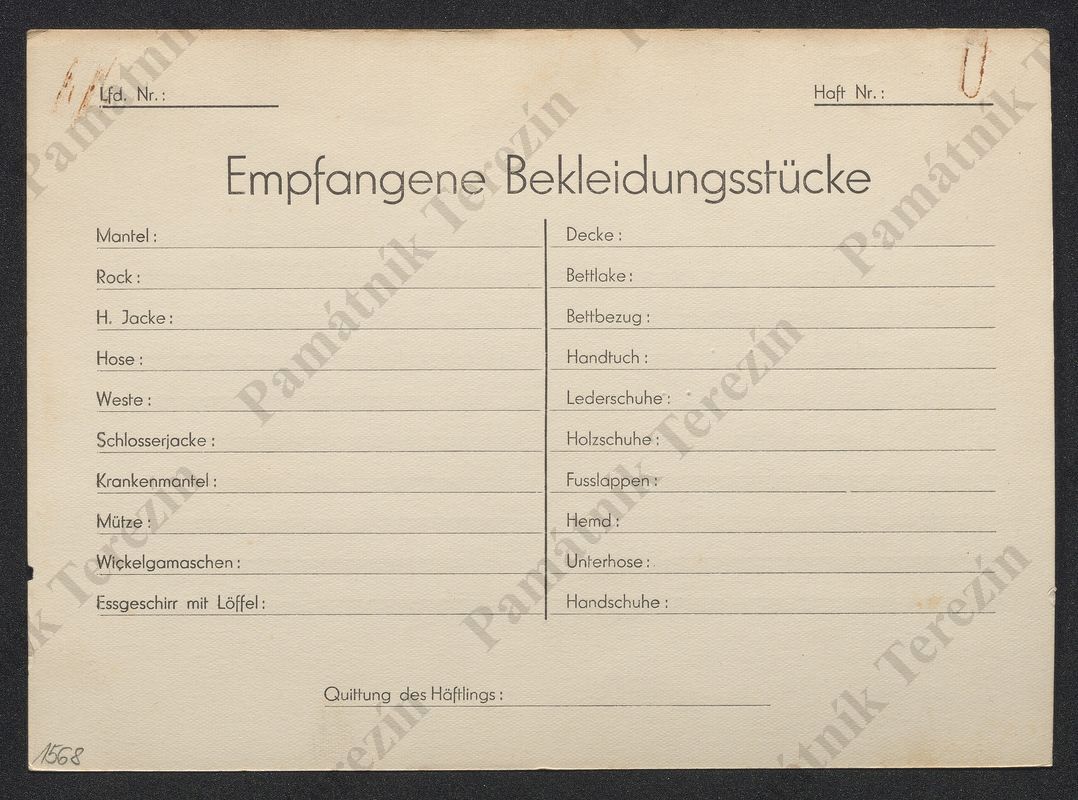 Lfd. Nr.:
Haft Nr.:
Empfangene Bekleidungsstücke
Mantel:
Rock:
H. Jacke:
Hose:
Weste:
Schlosserjacke:
Krankenmantel:
Mütze:
Wickelgamaschen:
Essgeschirr mit Löffel:
Decke:
Bettlake:
Bettbezug:
Handtuch:
Lederschuhe:
Holzschuhe:
Fusslappen:
Hemd:
Unterhose:
Handschuhe:
Quittung des Häftlings:
1568
Památník Terezín